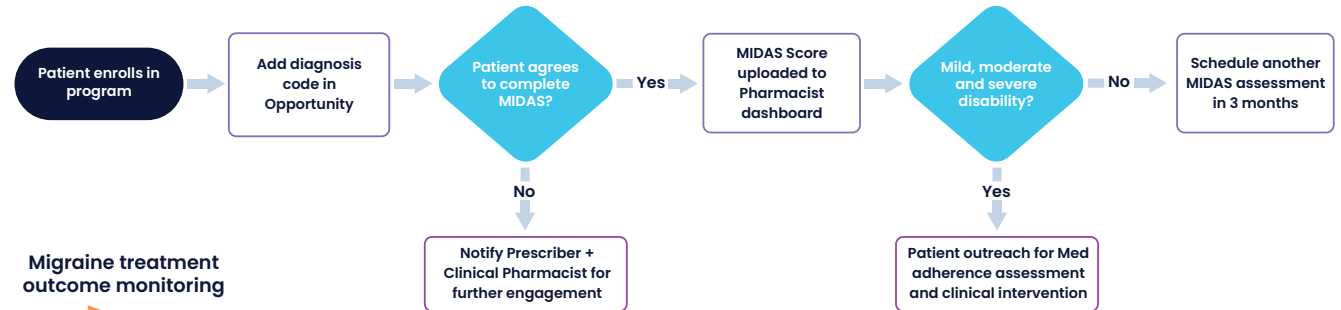 Patient enrolls in
program
Add diagnosis
code in
Opportunity
Patient agrees
to complete
MIDAS?
Yes
MIDAS Score
uploaded to
Pharmacist
dashboard
Mild, moderate
and severe
disability?
No
Schedule another
MIDAS assessment
in 3 months
No
Yes
Notify Prescriber +
Clinical Pharmacist for
further engagement
Patient outreach for Med
adherence assessment
and clinical intervention
Migraine treatment
outcome monitoring